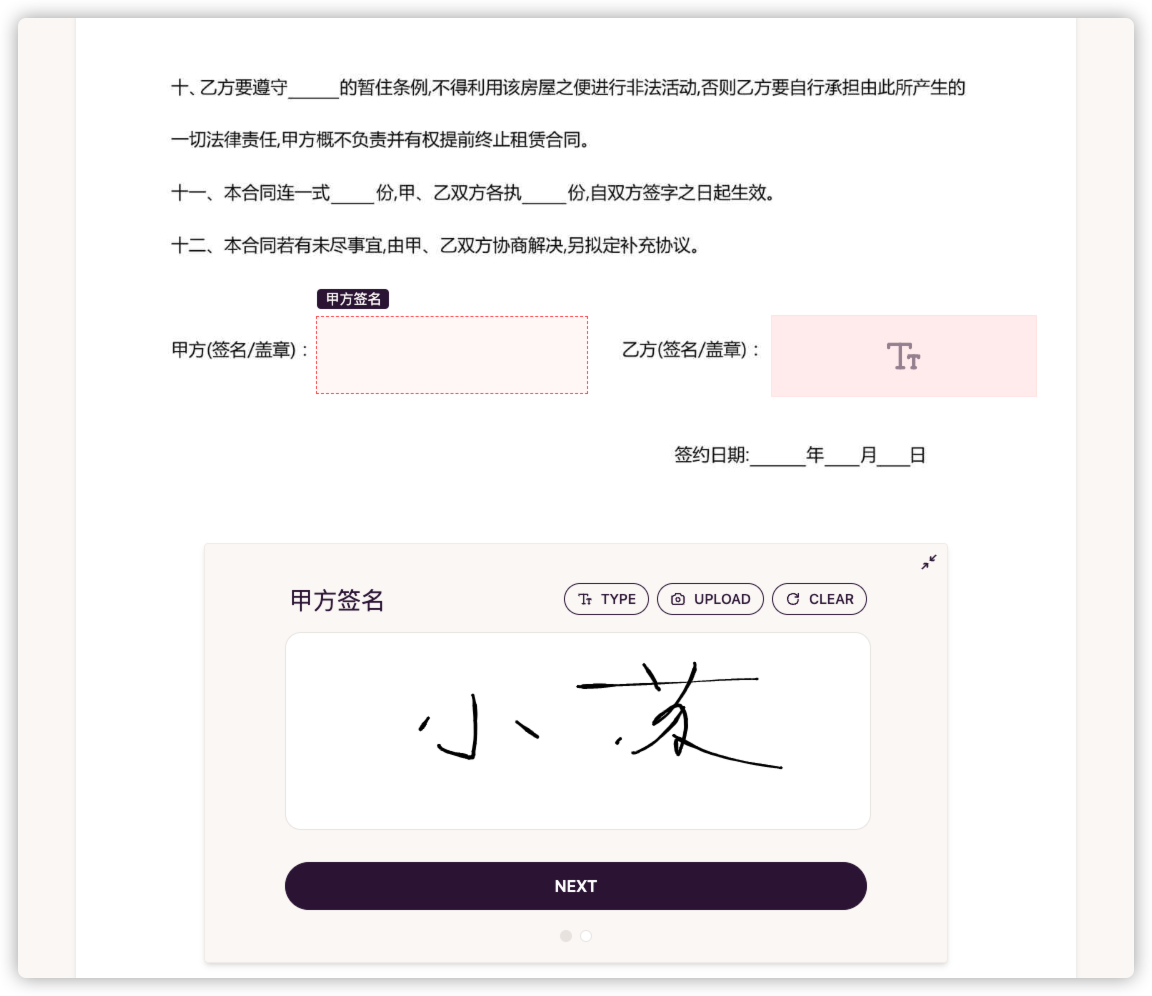 十、乙方要遵守_____的暂住条例,不得利用该房屋之便进行非法活动,否则乙方要自行承担由此所产生的
一切法律责任,甲方概不负责并有权提前终止租赁合同。
十一、本合同连一式____份,甲、乙双方各执____份,自双方签字之日起生效。
十二、本合同若有未尽事宜,由甲、乙双方协商解决,另拟定补充协议。
甲方签名
甲方(签名/盖章)： 乙方(签名/盖章)：
签约日期:_____年___月___日
甲方签名 TYPE UPLOAD CLEAR
小苏
NEXT